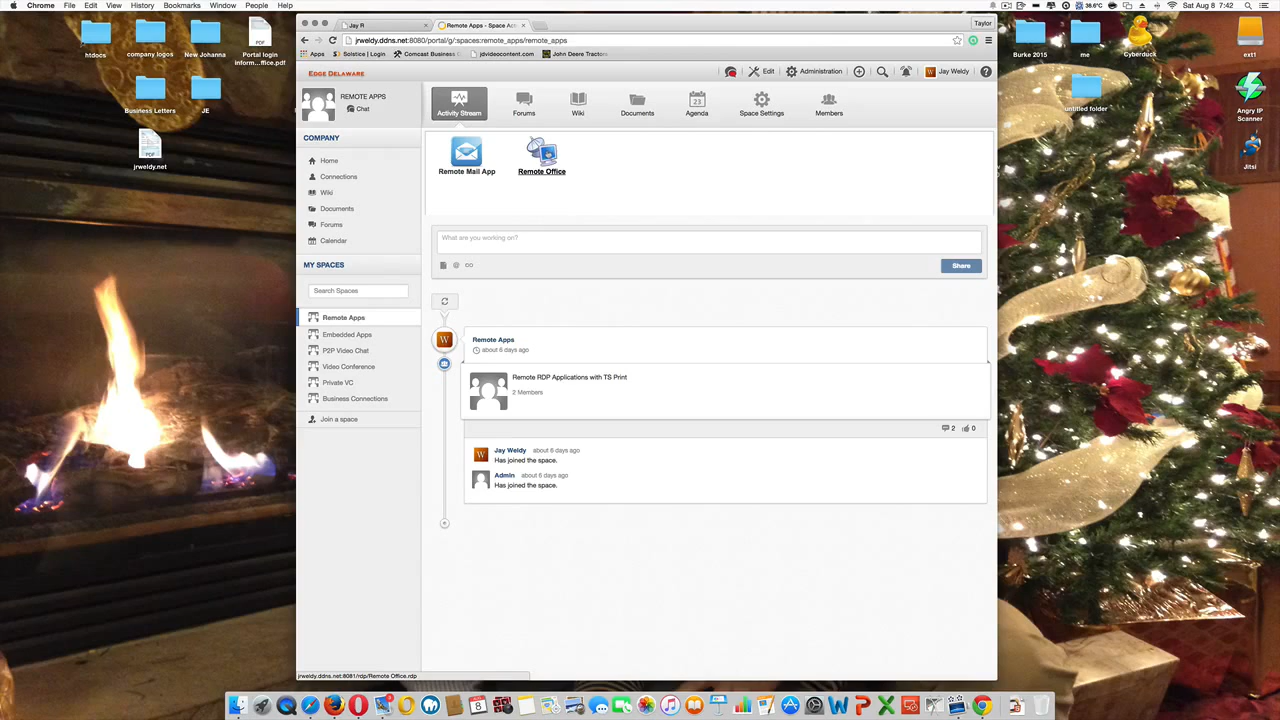 Chrome File Edit View History Bookmarks Window People Help
38.6°C
Sat Aug 8 7:42
htdocs
company logos
New Johanna
Portal login
inform...ffice.pdf
Business Letters
JE
PDF
jrweldy.net
Jay R
Remote Apps - Space Act
Taylor
jrweldy.ddns.net:8080/portal/g/:spaces:remote_apps/remote_apps
Apps
Solstice | Login
Comcast Business
jdvideocontent.com
John Deere Tractors
EDGE DELAWARE
Edit
Administration
Jay Weldy
REMOTE APPS
Chat
Activity Stream
Forums
Wiki
Documents
23
Agenda
Space Settings
Members
COMPANY
Home
Connections
Wiki
Documents
Forums
Calendar
MY SPACES
Search Spaces
Remote Apps
Embedded Apps
P2P Video Chat
Video Conference
Private VC
Business Connections
Join a space
Remote Mail App
Remote Office
What are you working on?
Share
Remote Apps
about 6 days ago
Remote RDP Applications with TS Print
2 Members
2
0
Jay Weldy about 6 days ago
Has joined the space.
Admin about 6 days ago
Has joined the space.
jrweldy.ddns.net:8081/rdp/Remote Office.rdp
Burke 2015
me
Cyberduck
ext1
untitled folder
Angry IP
Scanner
Jitsi